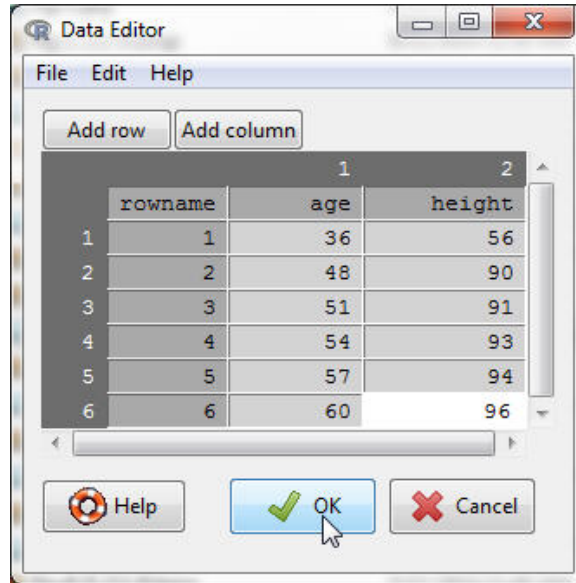 Data Editor
File Edit Help
Add row Add column
1 2
rowname age height
1 1 36 56
2 2 48 90
3 3 51 91
4 4 54 93
5 5 57 94
6 6 60 96
Help OK Cancel